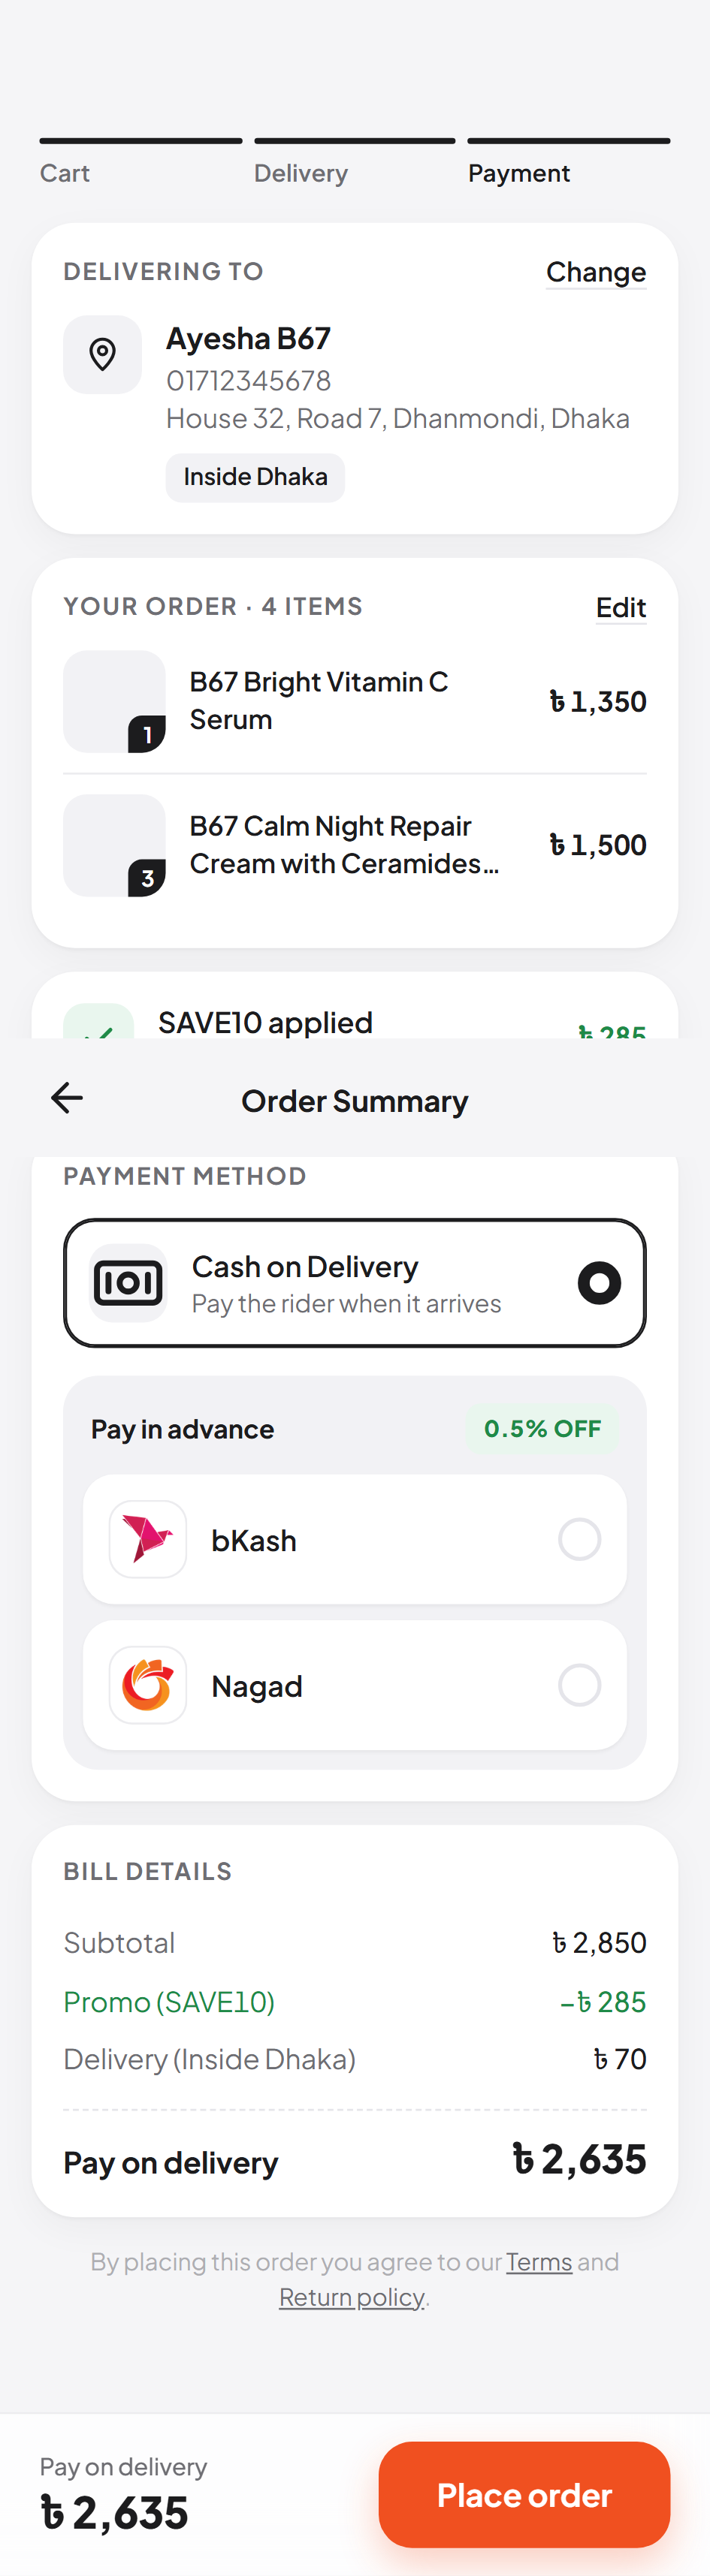 Cart Delivery Payment
DELIVERING TO Change
Ayesha B67
01712345678
House 32, Road 7, Dhanmondi, Dhaka
Inside Dhaka
YOUR ORDER · 4 ITEMS Edit
B67 Bright Vitamin C
Serum
৳ 1,350
1
B67 Calm Night Repair
Cream with Ceramides...
৳ 1,500
3
SAVE10 applied
৳ 285
Order Summary
PAYMENT METHOD
Cash on Delivery
Pay the rider when it arrives
Pay in advance 0.5% OFF
bKash
Nagad
BILL DETAILS
Subtotal ৳ 2,850
Promo (SAVE10) –৳ 285
Delivery (Inside Dhaka) ৳ 70
Pay on delivery ৳ 2,635
By placing this order you agree to our Terms and
Return policy.
Pay on delivery
৳ 2,635
Place order